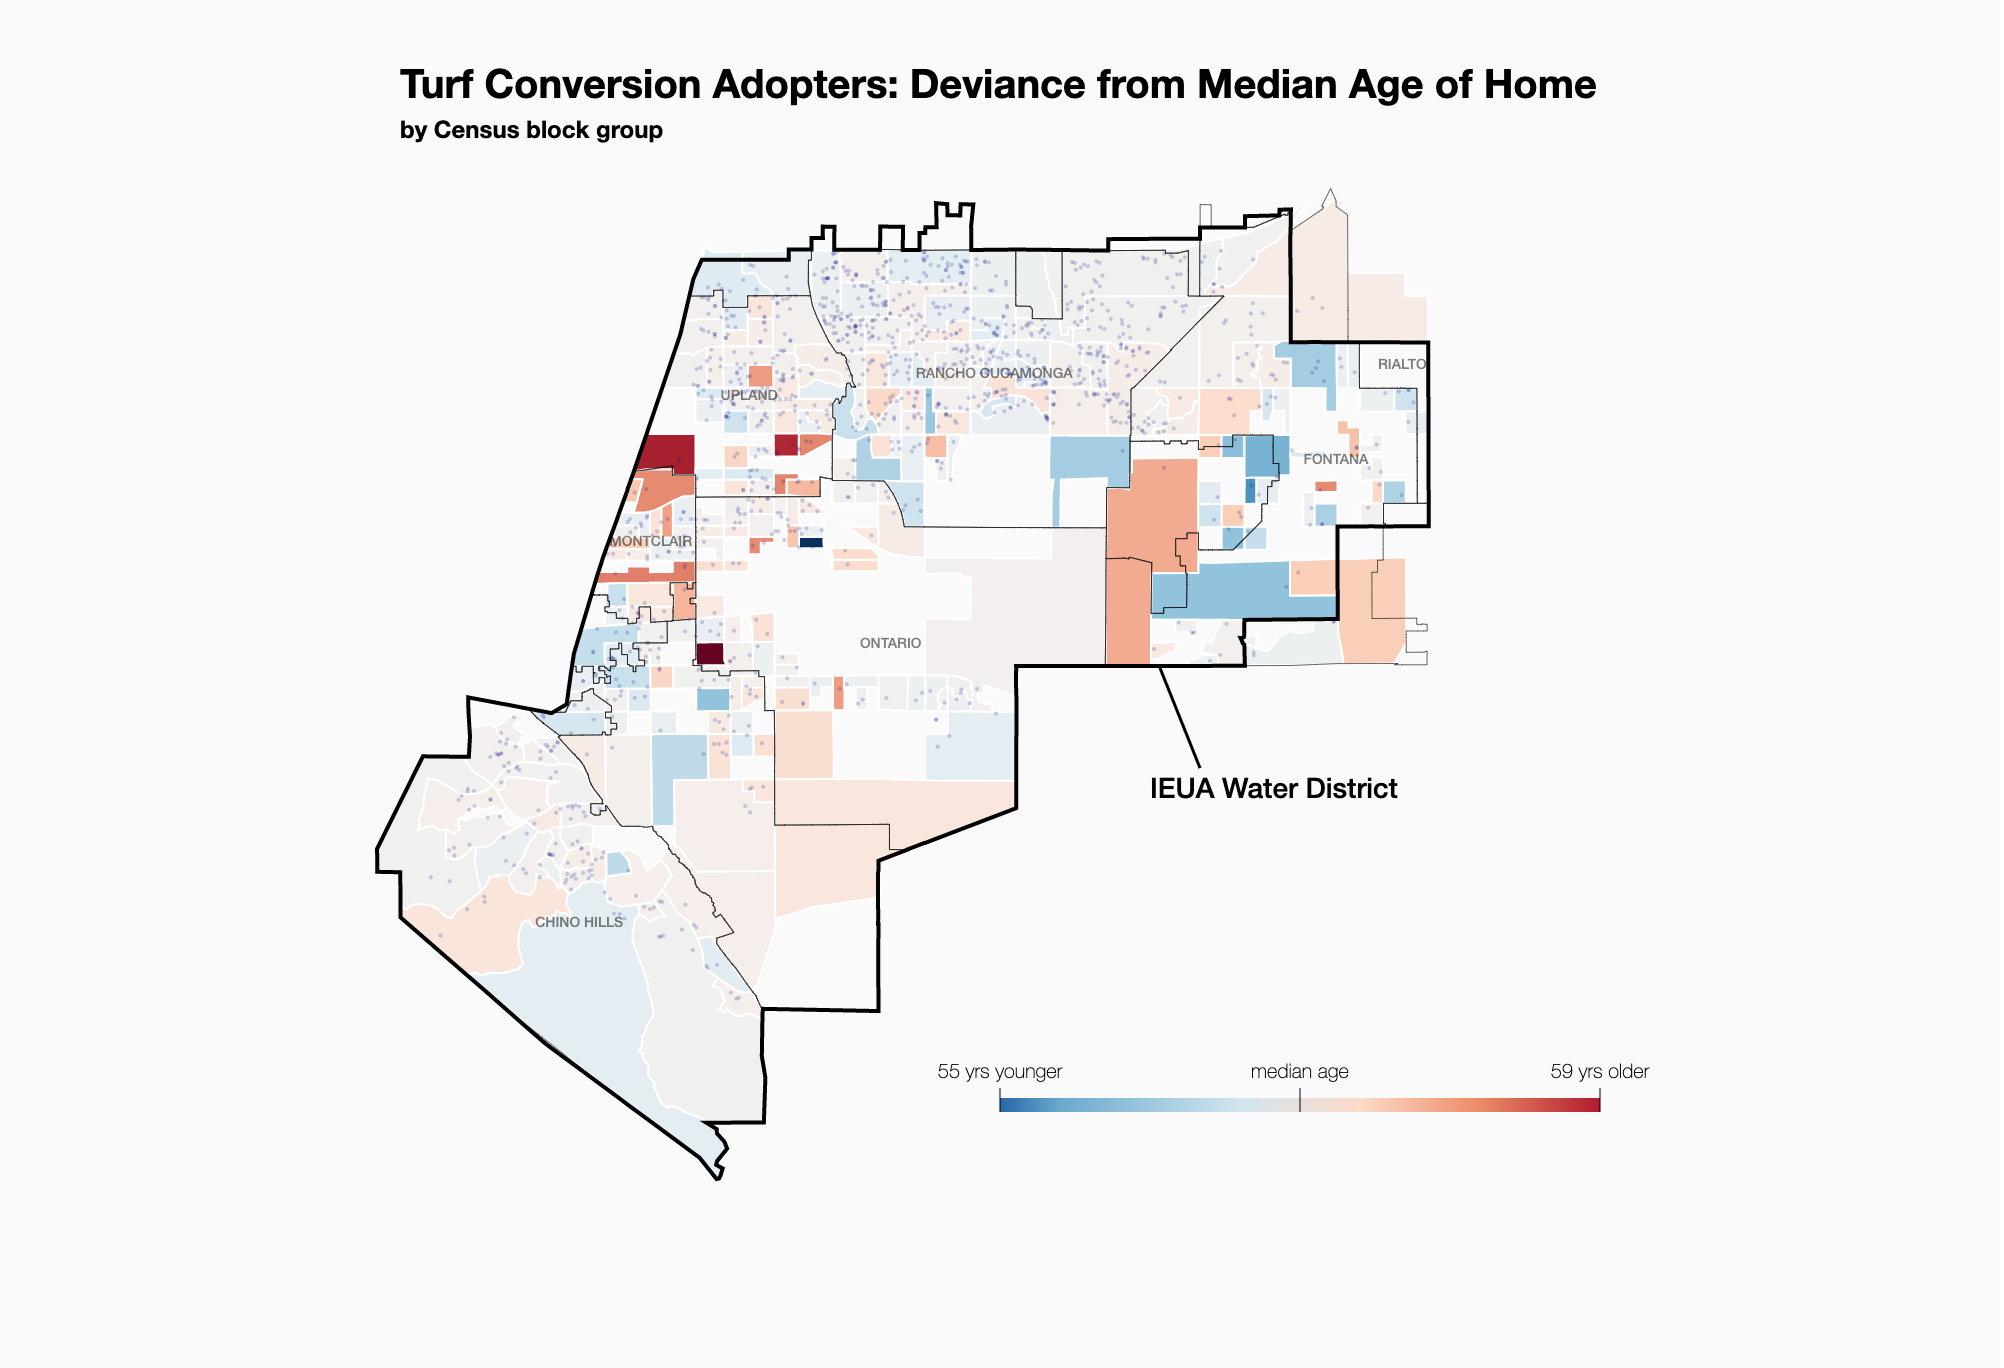 Turf Conversion Adopters: Deviance from Median Age of Home
by Census block group
RIALTO
RANCHO CUCAMONGA
UPLAND
FONTANA
MONTCLAIR
ONTARIO
IEUA Water District
CHINO HILLS
55 yrs younger
median age
59 yrs older